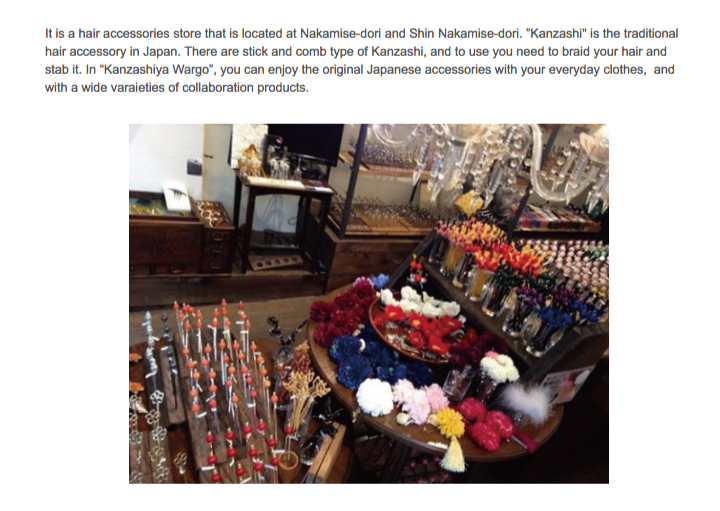 It is a hair accessories store that is located at Nakamise-dori and Shin Nakamise-dori. "Kanzashi" is the traditional
hair accessory in Japan. There are stick and comb type of Kanzashi, and to use you need to braid your hair and
stab it. In "Kanzashiya Wargo", you can enjoy the original Japanese accessories with your everyday clothes, and
with a wide varaieties of collaboration products.